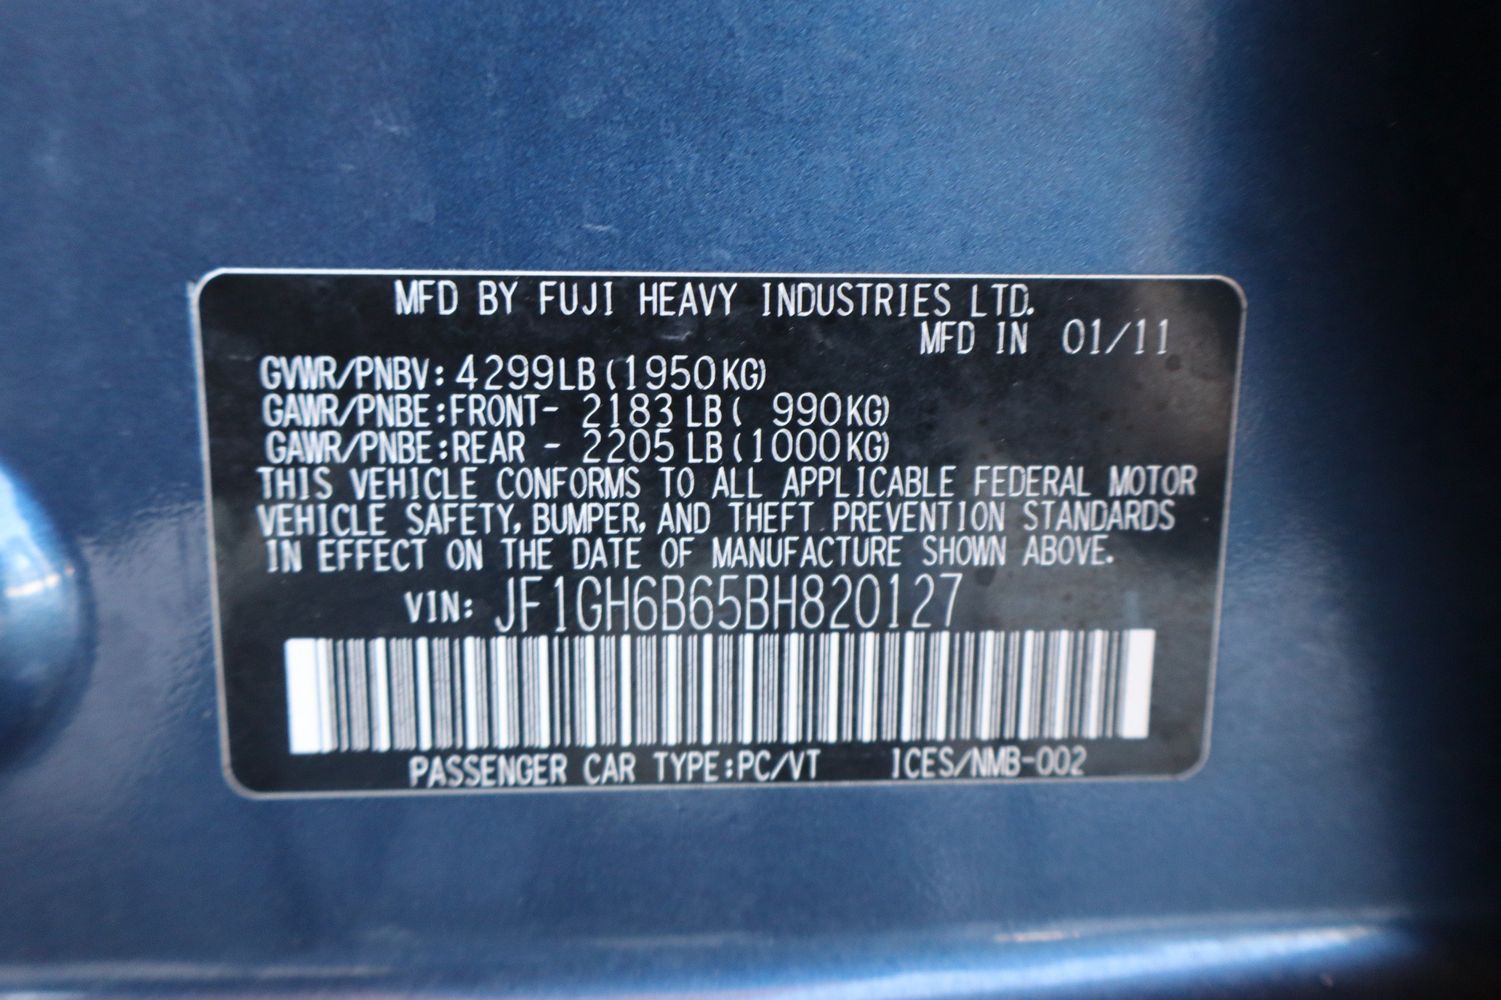 MFD BY FUJI HEAVY INDUSTRIES LTD.
MFD IN 01/11
GVWR/PNBV: 4299LB (1950KG)
GAWR/PNBE:FRONT- 2183 LB ( 990KG)
GAWR/PNBE:REAR - 2205 LB (1000KG)
THIS VEHICLE CONFORMS TO ALL APPLICABLE FEDERAL MOTOR
VEHICLE SAFETY, BUMPER, AND THEFT PREVENTION STANDARDS
IN EFFECT ON THE DATE OF MANUFACTURE SHOWN ABOVE.
VIN: JF1GH6B65BH820127
PASSENGER CAR TYPE:PC/VT ICES/NMB-002